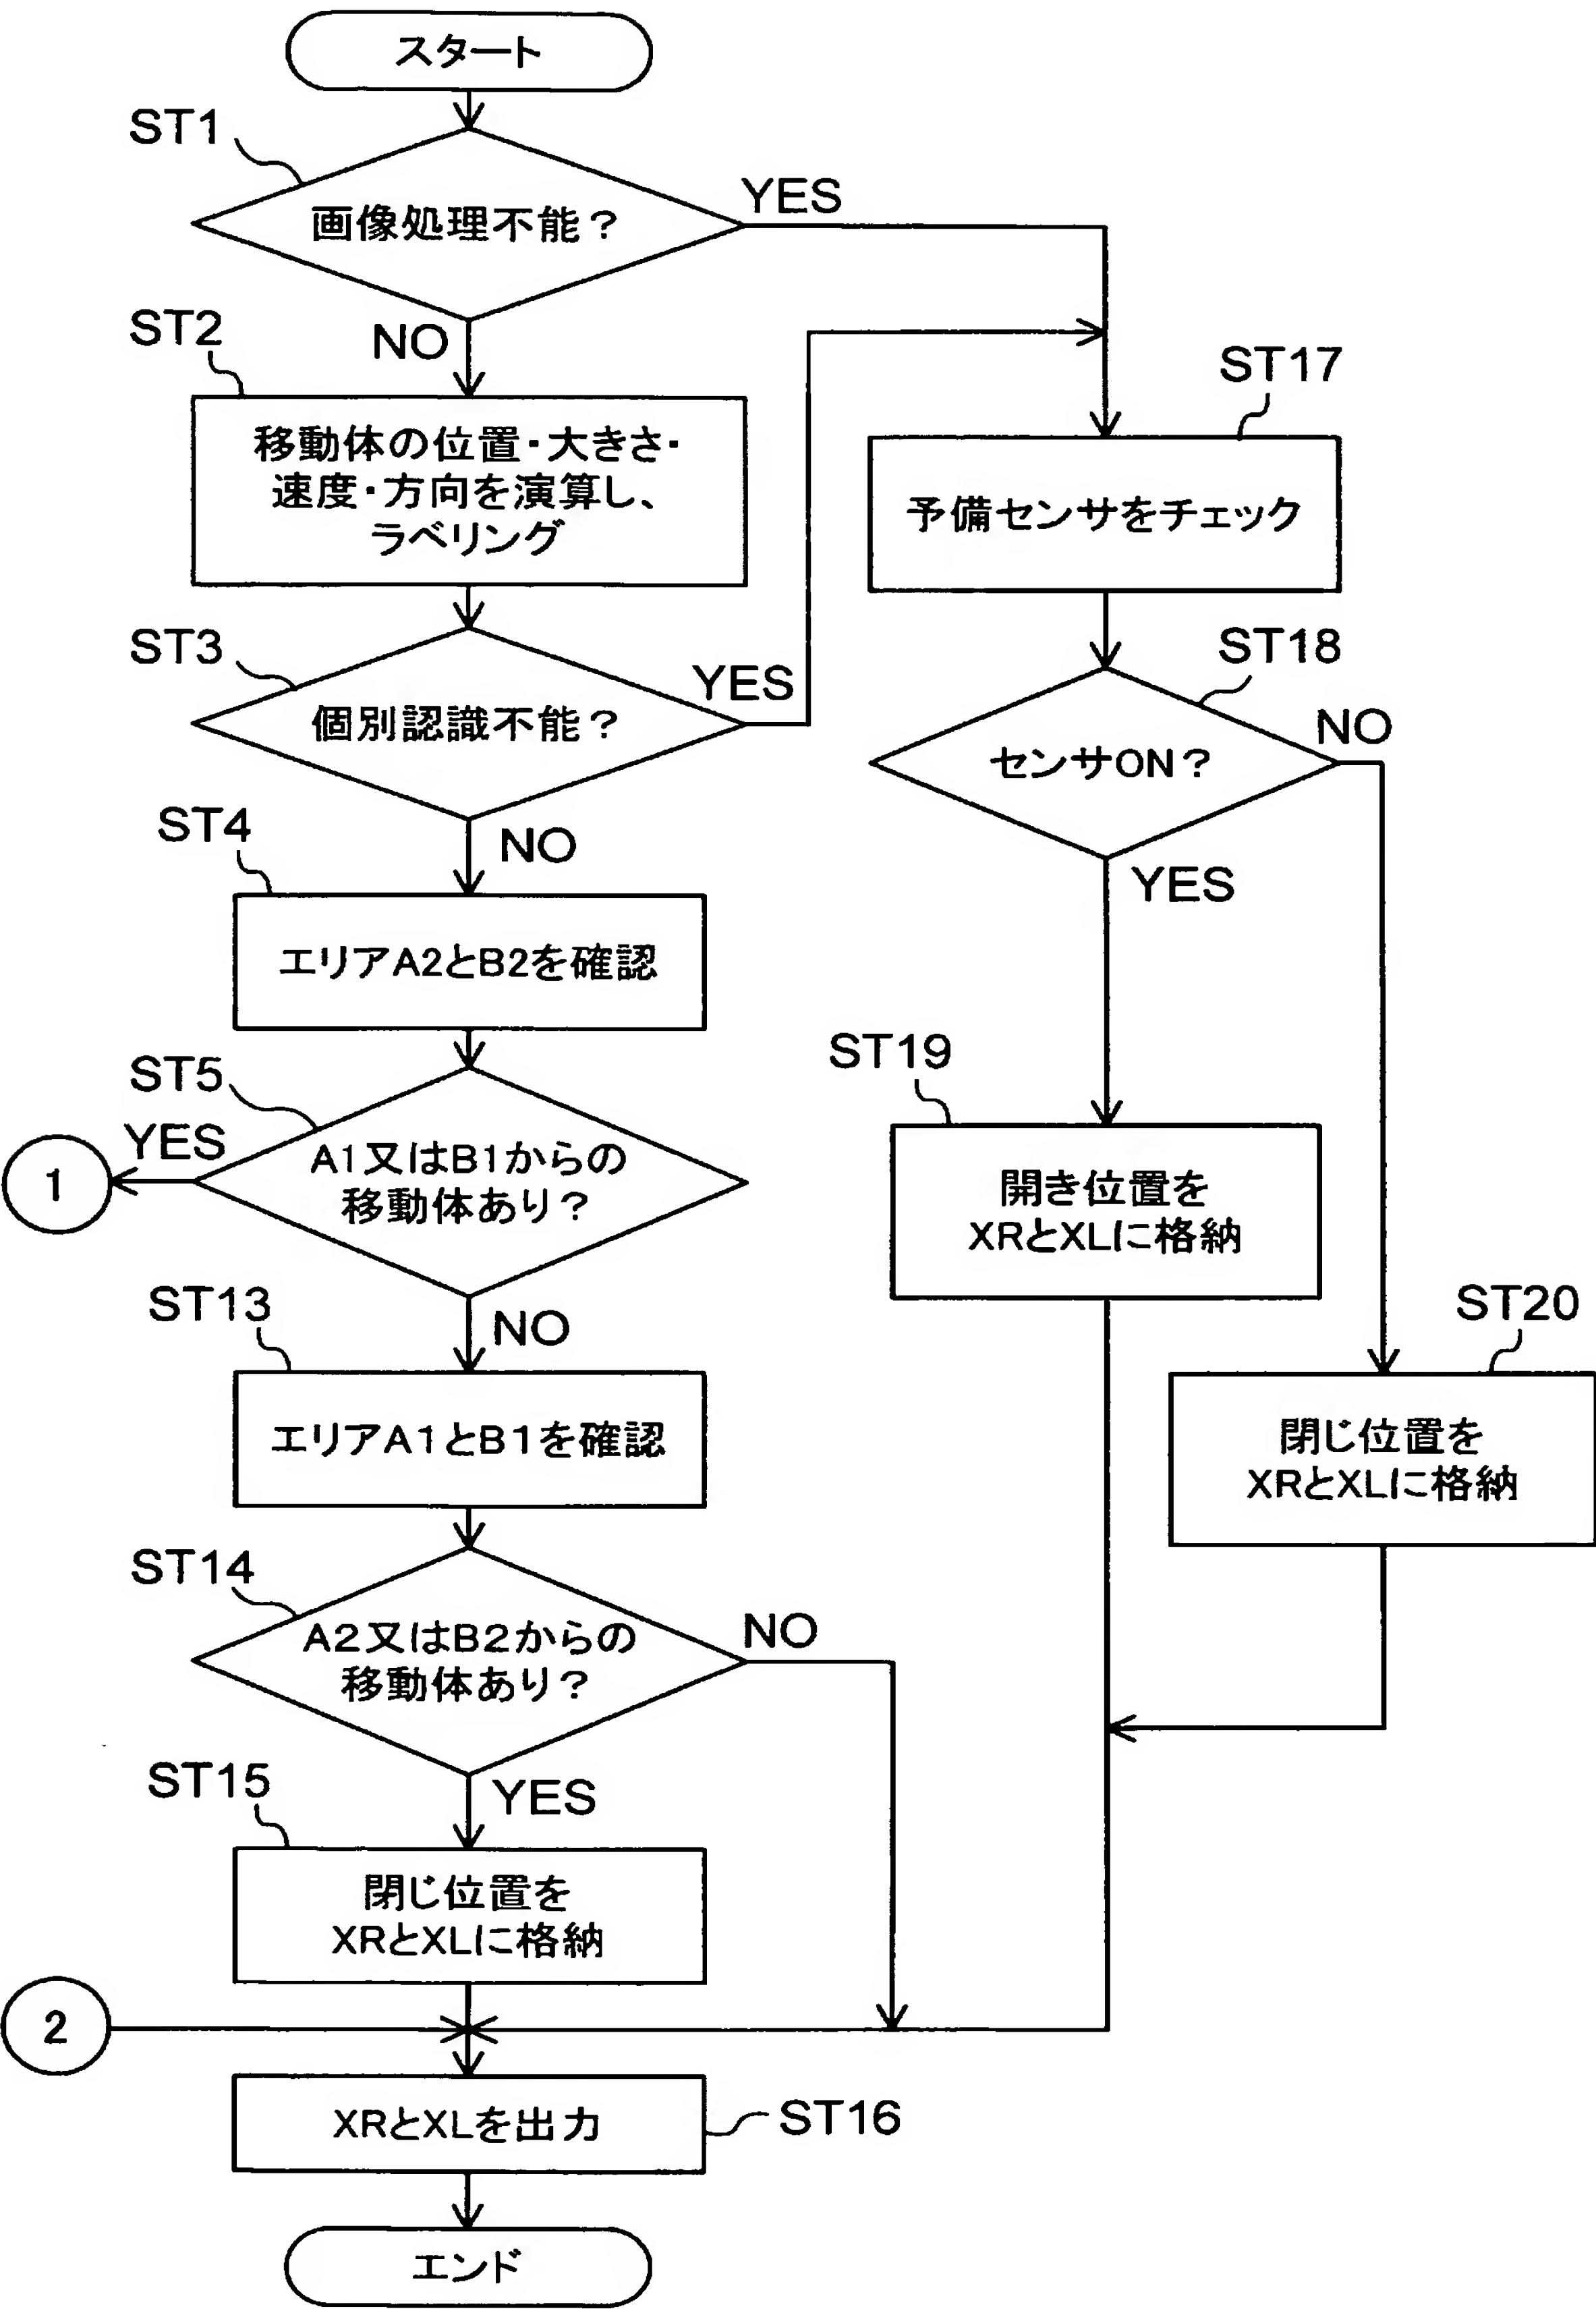 スタート
ST1
画像処理不能？
YES
NO
ST2
移動体の位置・大きさ・
速度・方向を演算し、
ラベリング
ST3
個別認識不能？
YES
NO
ST4
エリアA2とB2を確認
ST5
YES
1
A1又はB1からの
移動体あり？
NO
ST13
エリアA1とB1を確認
ST14
A2又はB2からの
移動体あり？
NO
YES
ST15
閉じ位置を
XRとXLに格納
2
XRとXLを出力
ST16
エンド
ST17
予備センサをチェック
ST18
センサON？
NO
YES
ST19
開き位置を
XRとXLに格納
ST20
閉じ位置を
XRとXLに格納